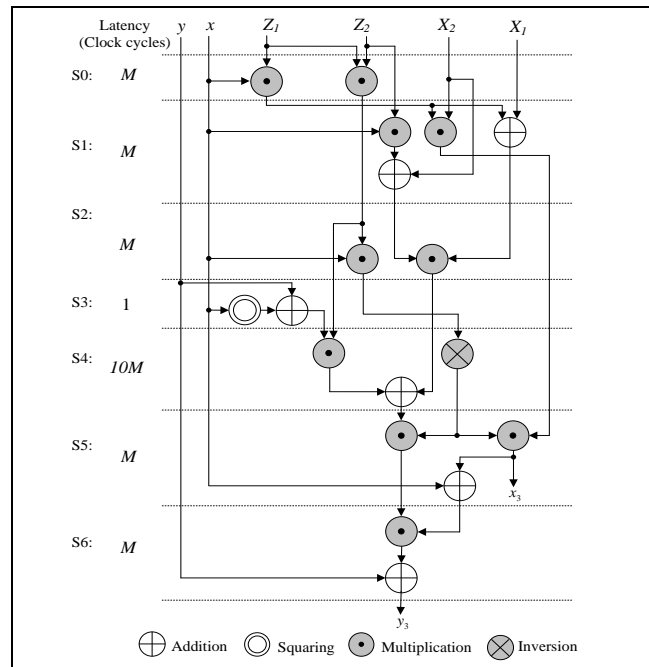 Latency y x Z1 Z2 X2 X1
(Clock cycles)
S0: M
S1: M
S2:
M
S3: 1
S4:
10M
S5:
M
x3
S6: M
y3
Addition Squaring Multiplication Inversion